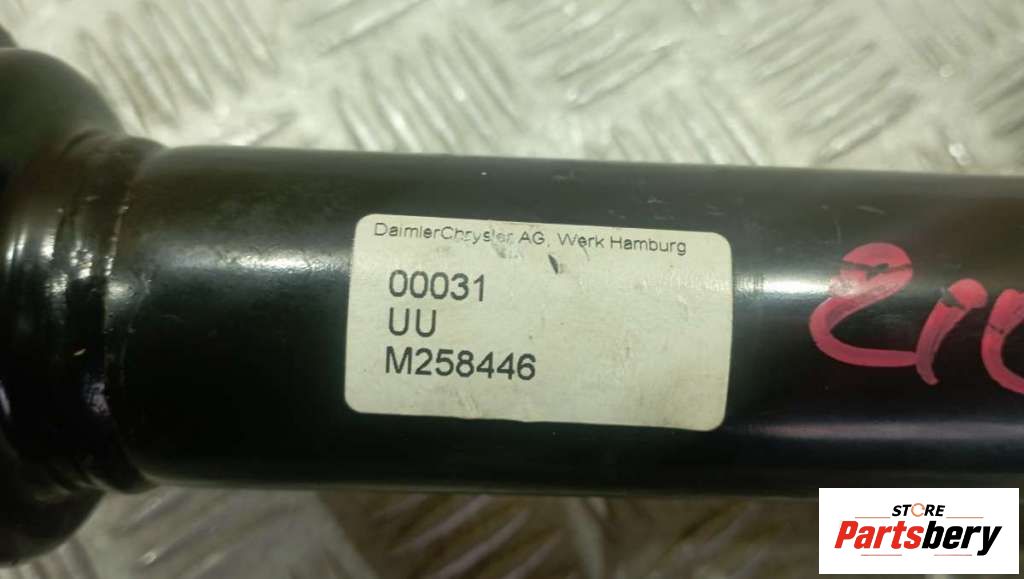 DaimlerChrysler AG, Werk Hamburg
00031
UU
M258446
STORE
Partsbery